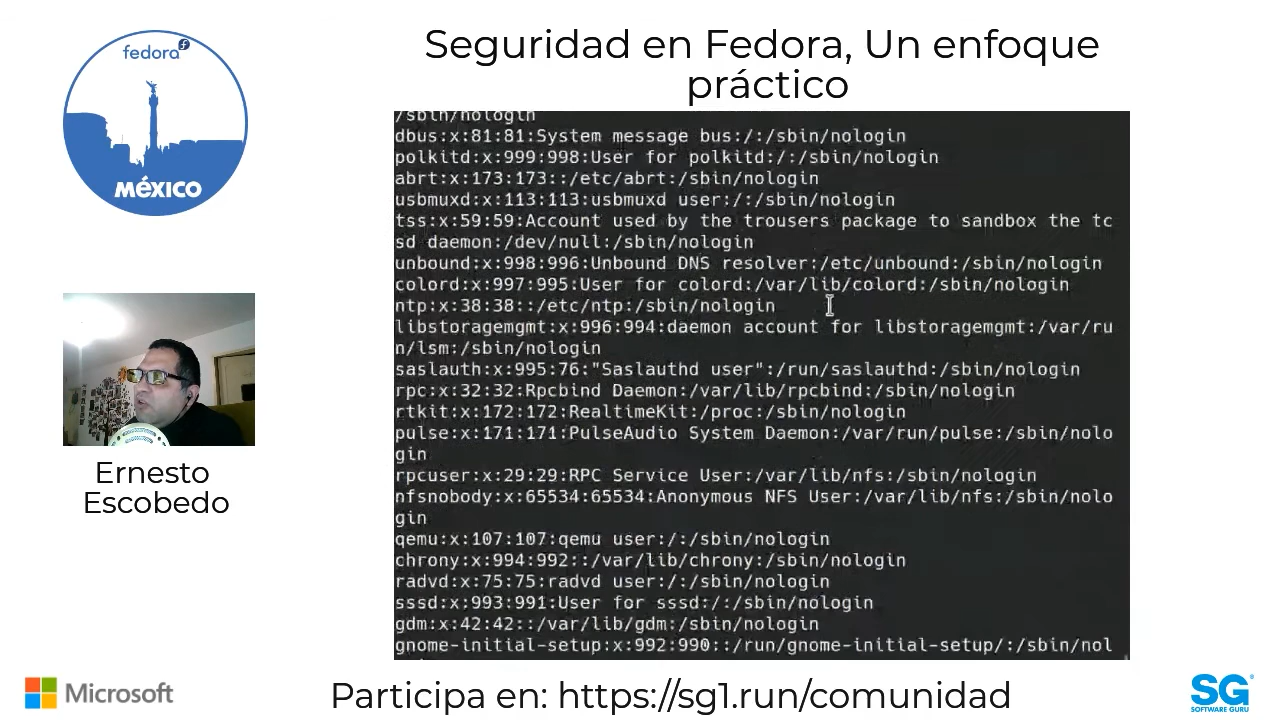 fedora
MÉXICO
Seguridad en Fedora, Un enfoque
práctico
/sbin/nologin
dbus:x:81:81:System message bus:/:/sbin/nologin
polkitd:x:999:998:User for polkitd:/:/sbin/nologin
abrt:x:173:173::/etc/abrt:/sbin/nologin
usbmuxd:x:113:113:usbmuxd user:/:/sbin/nologin
tss:x:59:59:Account used by the trousers package to sandbox the tc
sd daemon:/dev/null:/sbin/nologin
unbound:x:998:996:Unbound DNS resolver:/etc/unbound:/sbin/nologin
colord:x:997:995:User for colord:/var/lib/colord:/sbin/nologin
ntp:x:38:38::/etc/ntp:/sbin/nologin
libstoragemgmt:x:996:994:daemon account for libstoragemgmt:/var/ru
n/lsm:/sbin/nologin
saslauth:x:995:76:"Saslauthd user":/run/saslauthd:/sbin/nologin
rpc:x:32:32:Rpcbind Daemon:/var/lib/rpcbind:/sbin/nologin
rtkit:x:172:172:RealtimeKit:/proc:/sbin/nologin
pulse:x:171:171:PulseAudio System Daemon:/var/run/pulse:/sbin/nolo
gin
rpcuser:x:29:29:RPC Service User:/var/lib/nfs:/sbin/nologin
nfsnobody:x:65534:65534:Anonymous NFS User:/var/lib/nfs:/sbin/nolo
gin
qemu:x:107:107:qemu user:/:/sbin/nologin
chrony:x:994:992::/var/lib/chrony:/sbin/nologin
radvd:x:75:75:radvd user:/:/sbin/nologin
sssd:x:993:991:User for sssd:/:/sbin/nologin
gdm:x:42:42::/var/lib/gdm:/sbin/nologin
gnome-initial-setup:x:992:990::/run/gnome-initial-setup/:/sbin/nol
Ernesto
Escobedo
Microsoft
Participa en: https://sg1.run/comunidad
SG
SOFTWARE GURU